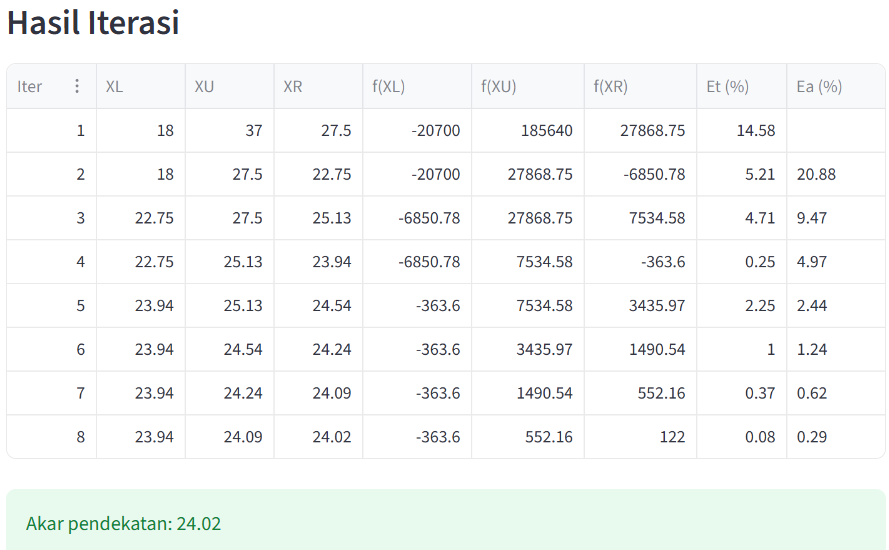 Hasil Iterasi
Iter ⋮ XL XU XR f(XL) f(XU) f(XR) Et (%) Ea (%)
1 18 37 27.5 -20700 185640 27868.75 14.58
2 18 27.5 22.75 -20700 27868.75 -6850.78 5.21 20.88
3 22.75 27.5 25.13 -6850.78 27868.75 7534.58 4.71 9.47
4 22.75 25.13 23.94 -6850.78 7534.58 -363.6 0.25 4.97
5 23.94 25.13 24.54 -363.6 7534.58 3435.97 2.25 2.44
6 23.94 24.54 24.24 -363.6 3435.97 1490.54 1 1.24
7 23.94 24.24 24.09 -363.6 1490.54 552.16 0.37 0.62
8 23.94 24.09 24.02 -363.6 552.16 122 0.08 0.29
Akar pendekatan: 24.02